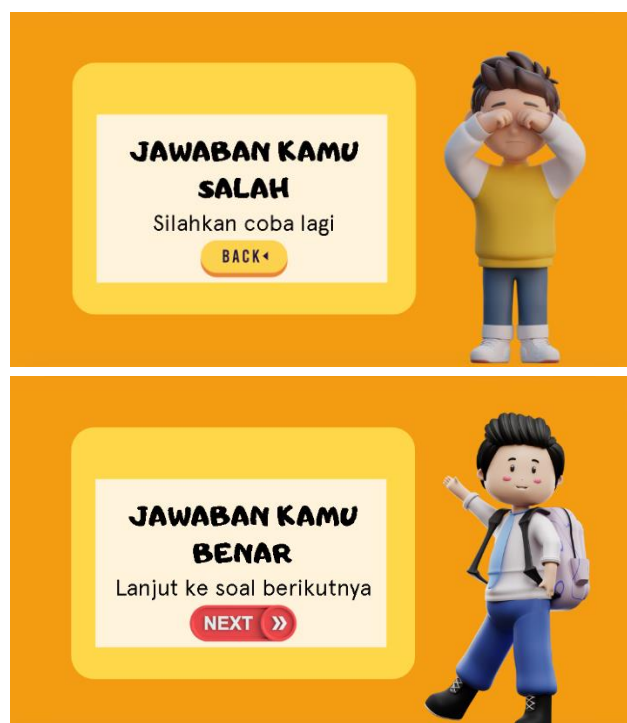 JAWABAN KAMU
SALAH
Silahkan coba lagi
BACK
JAWABAN KAMU
BENAR
Lanjut ke soal berikutnya
NEXT